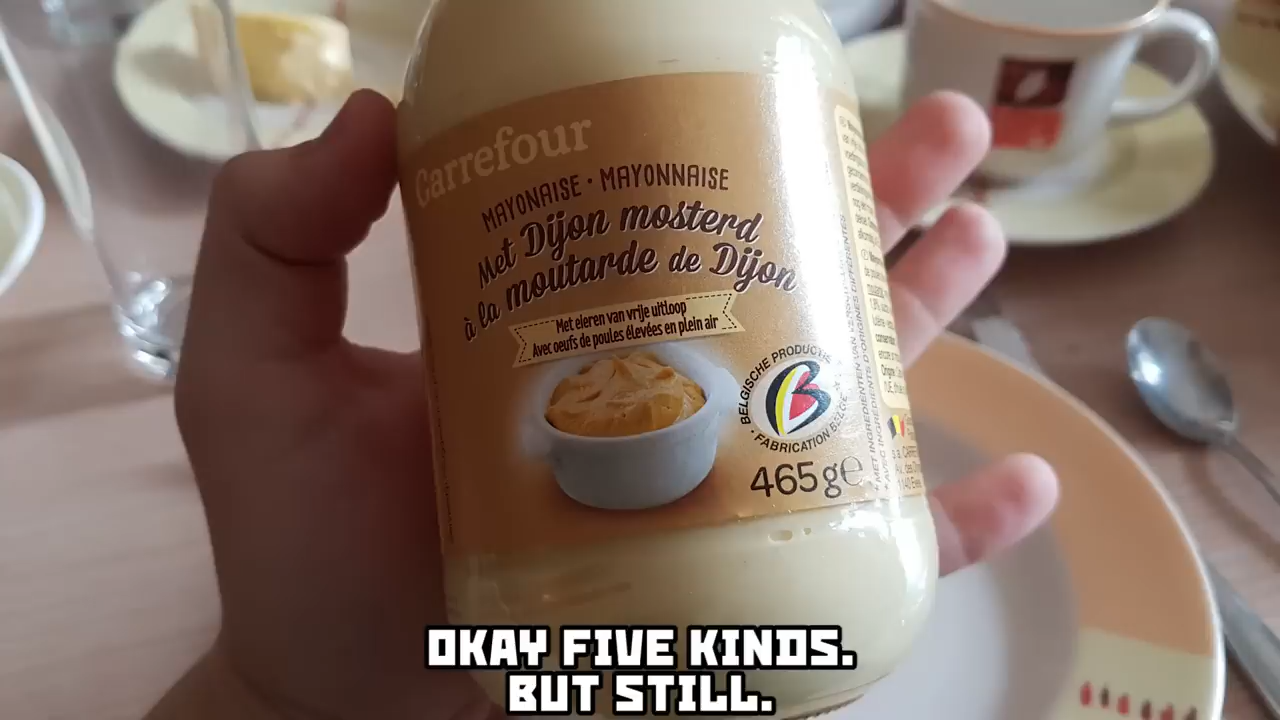 Carrefour
MAYONAISE · MAYONNAISE
Met Dijon mosterd
à la moutarde de Dijon
Met eieren van vrije uitloop
Avec oeufs de poules élevées en plein air
BELGISCHE PRODUCTIE
· FABRICATION BELGE
465 g℮
OKAY FIVE KINDS.
BUT STILL.